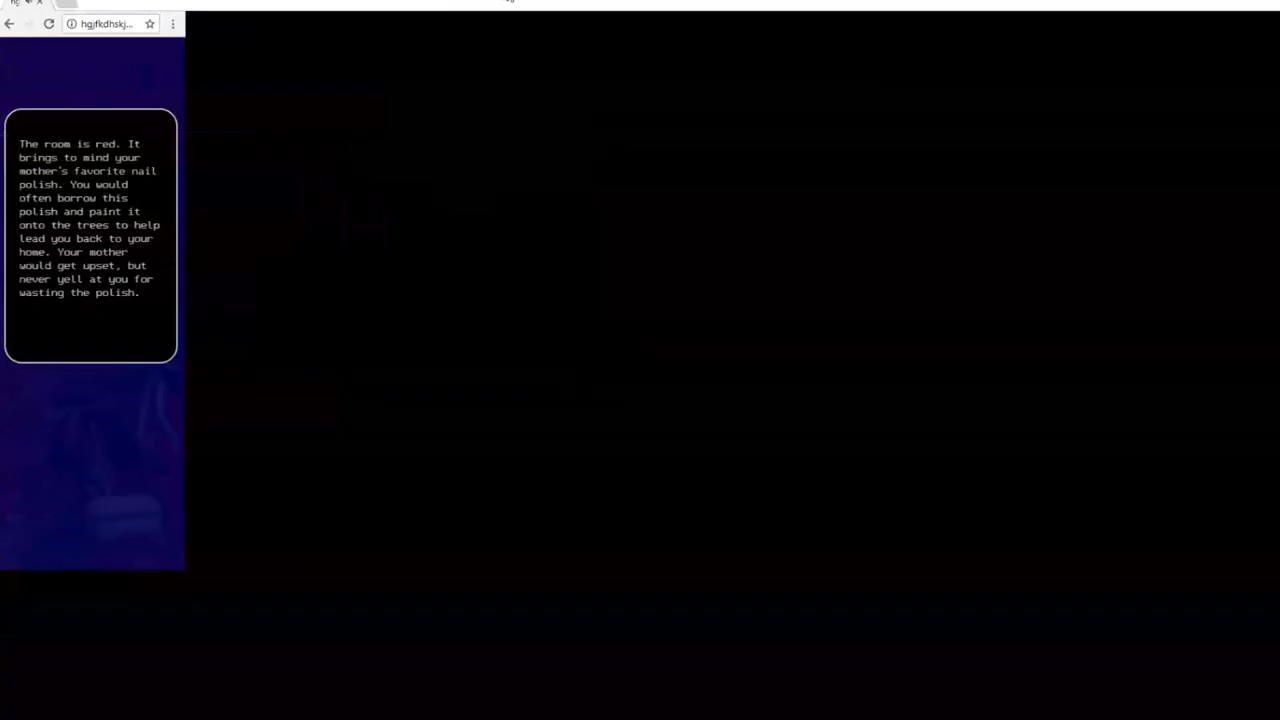 hgjfkdhskj...
The room is red. It
brings to mind your
mother's favorite nail
polish. You would
often borrow this
polish and paint it
onto the trees to help
lead you back to your
home. Your mother
would get upset, but
never yell at you for
wasting the polish.